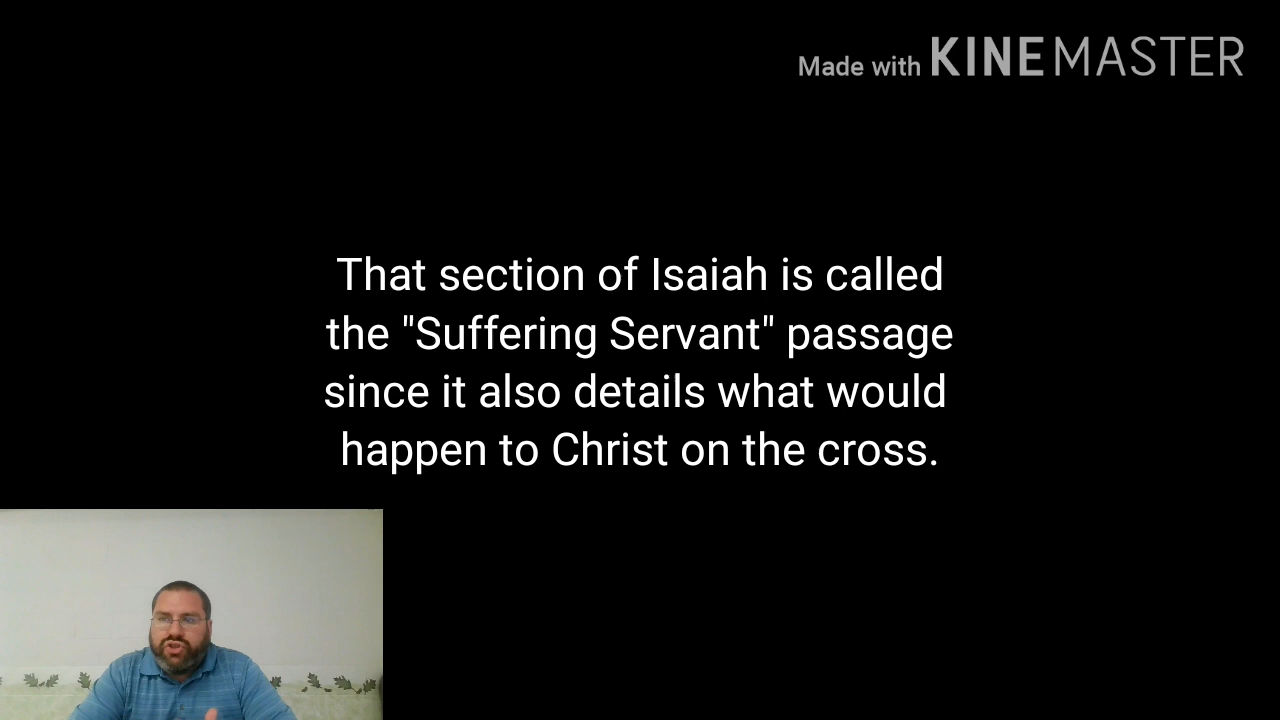 Made with KINEMASTER
That section of Isaiah is called
the "Suffering Servant" passage
since it also details what would
happen to Christ on the cross.